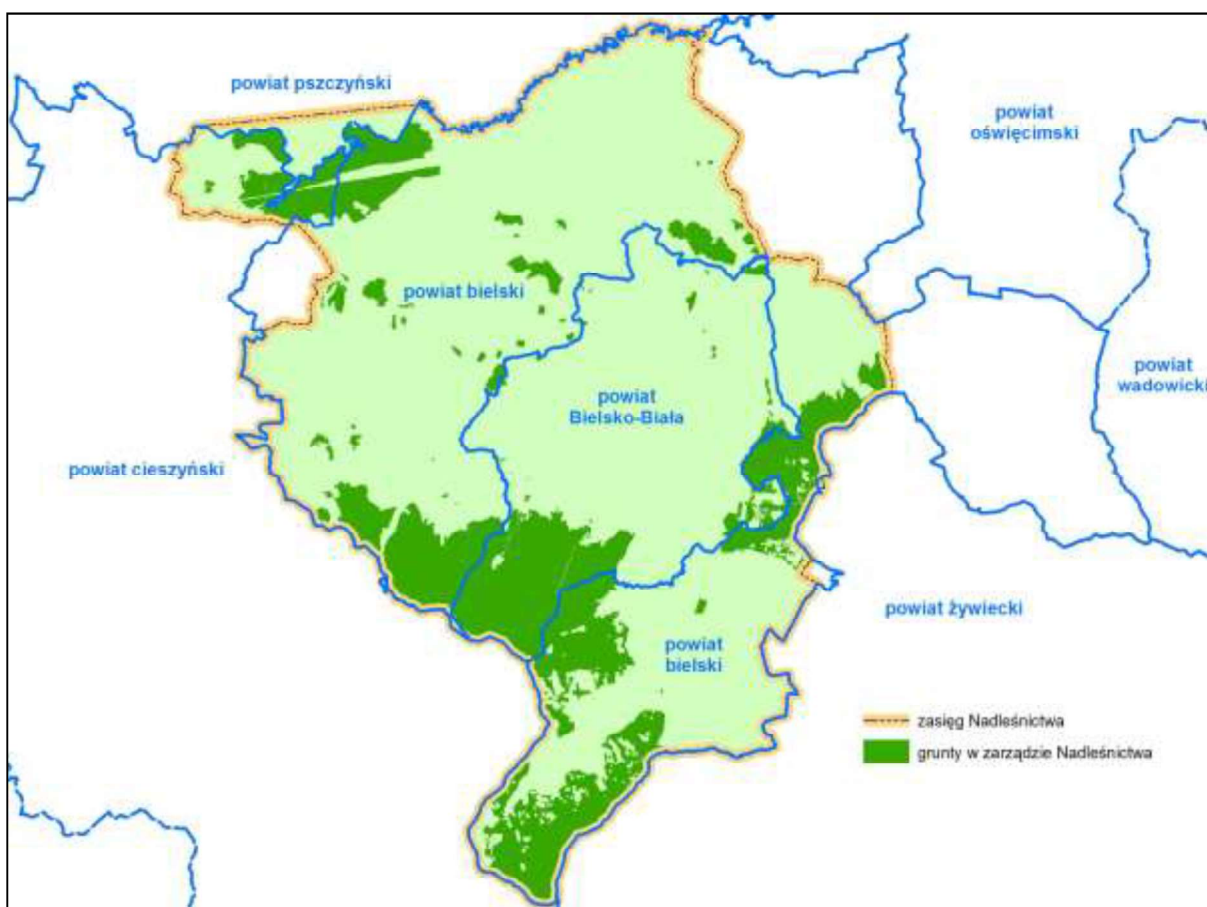 powiat pszczyński
powiat
oświęcimski
powiat bielski
powiat
wadowicki
powiat
Bielsko-Biała
powiat cieszyński
powiat żywiecki
powiat
bielski
zasięg Nadleśnictwa
grunty w zarządzie Nadleśnictwa